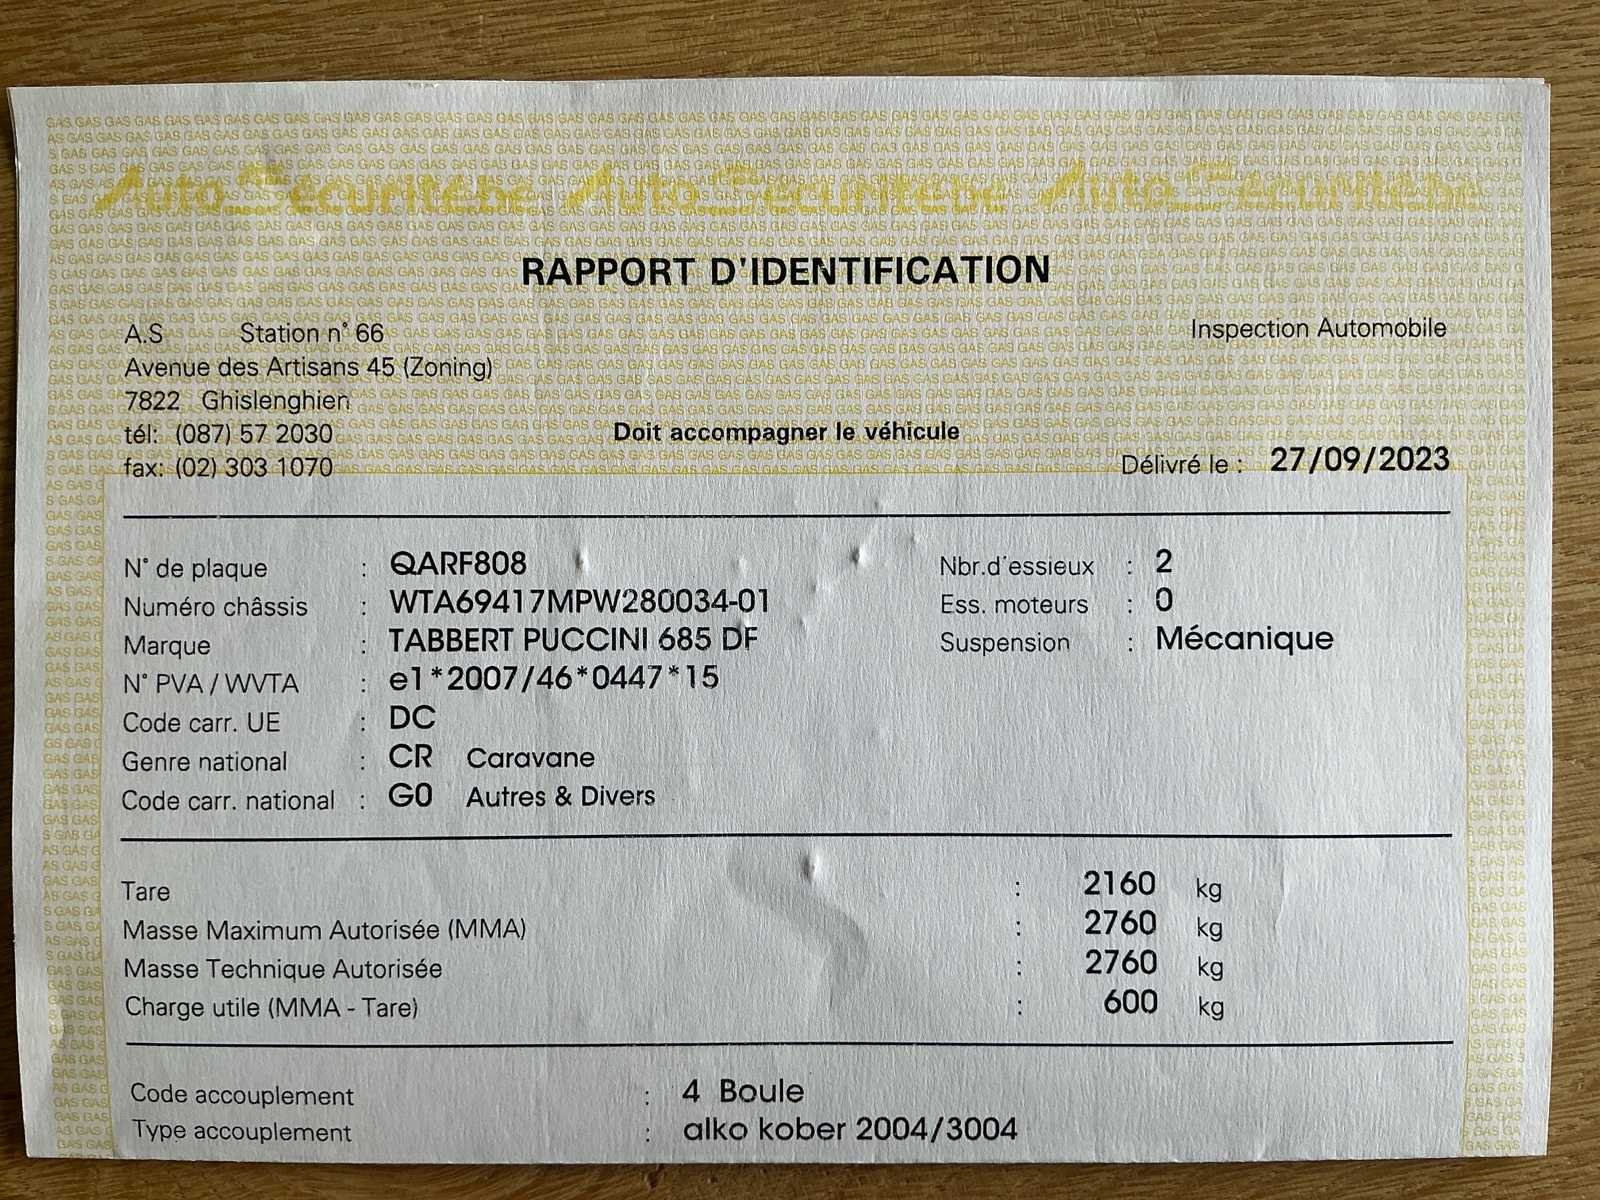 Auto Sécurité be Auto Sécurité be Auto Sécurité be
RAPPORT D'IDENTIFICATION
A.S Station n° 66 Inspection Automobile
Avenue des Artisans 45 (Zoning)
7822 Ghislenghien
tél: (087) 57 2030 Doit accompagner le véhicule
fax: (02) 303 1070 Délivré le : 27/09/2023
N° de plaque : QARF808 Nbr.d'essieux : 2
Numéro châssis : WTA69417MPW280034-01 Ess. moteurs : 0
Marque : TABBERT PUCCINI 685 DF Suspension : Mécanique
N° PVA / WVTA : e1*2007/46*0447*15
Code carr. UE : DC
Genre national : CR Caravane
Code carr. national : G0 Autres & Divers
Tare : 2160 kg
Masse Maximum Autorisée (MMA) : 2760 kg
Masse Technique Autorisée : 2760 kg
Charge utile (MMA - Tare) : 600 kg
Code accouplement : 4 Boule
Type accouplement : alko kober 2004/3004